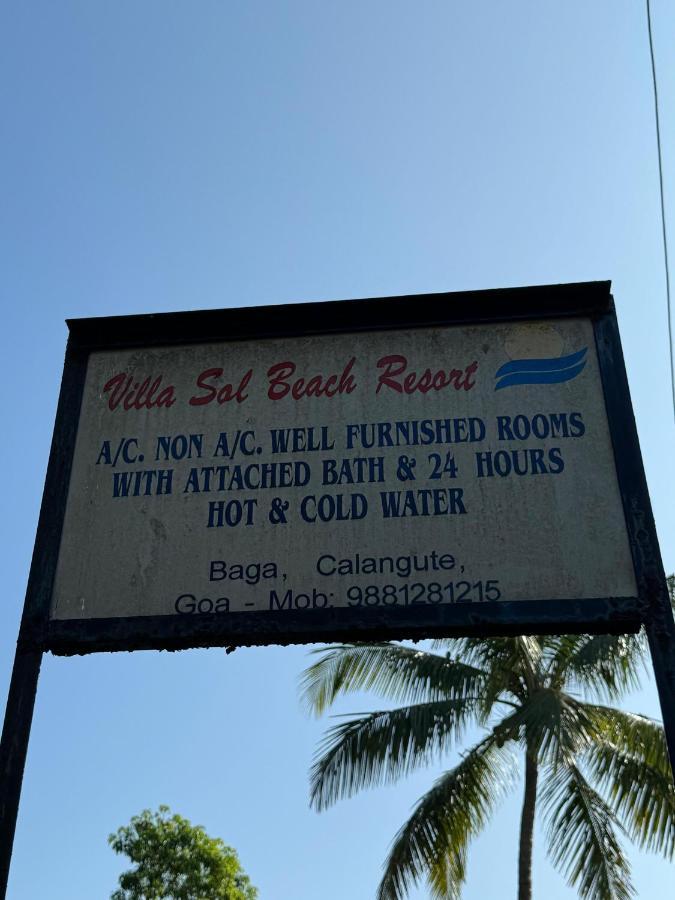 Villa Sol Beach Resort
A/C. NON A/C. WELL FURNISHED ROOMS
WITH ATTACHED BATH & 24 HOURS
HOT & COLD WATER
Baga, Calangute,
Goa - Mob: 9881281215